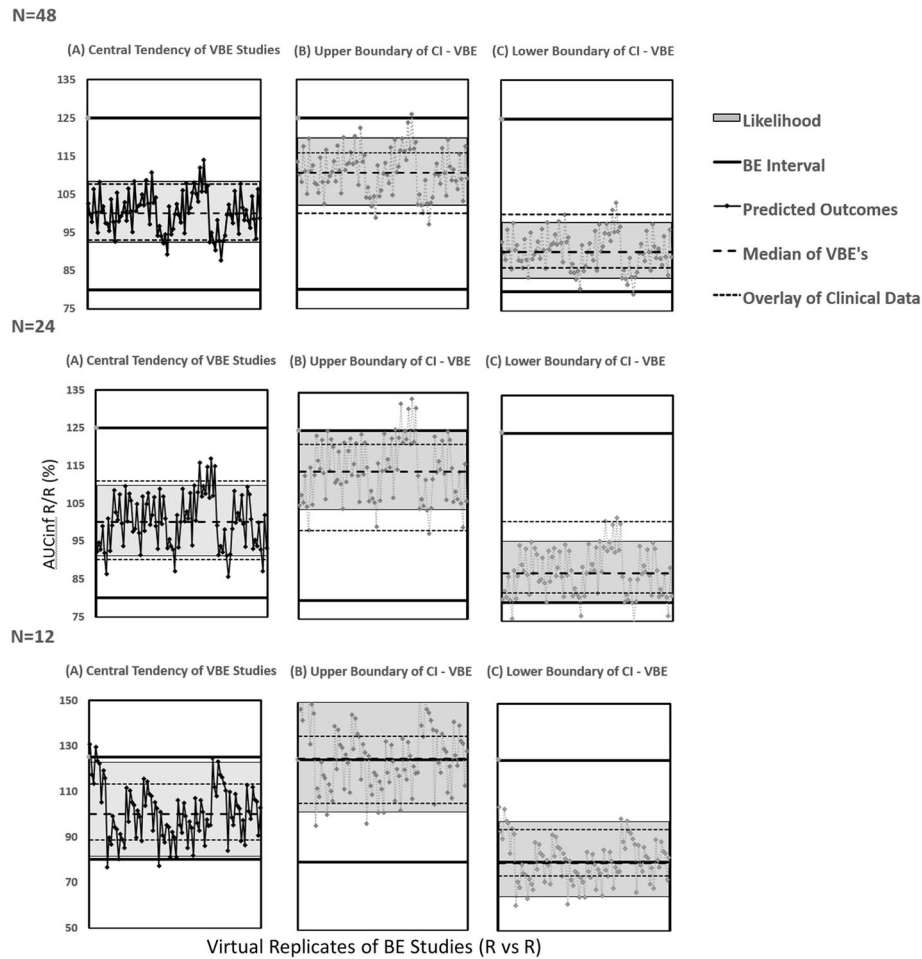 N=48
(A) Central Tendency of VBE Studies
(B) Upper Boundary of CI - VBE
(C) Lower Boundary of CI - VBE
135
125
115
105
95
85
75
Likelihood
BE Interval
Predicted Outcomes
Median of VBE's
Overlay of Clinical Data
N=24
(A) Central Tendency of VBE Studies
(B) Upper Boundary of CI - VBE
(C) Lower Boundary of CI - VBE
AUCinf R/R (%)
135
125
115
105
95
85
75
N=12
(A) Central Tendency of VBE Studies
(B) Upper Boundary of CI - VBE
(C) Lower Boundary of CI - VBE
150
130
110
90
70
50
Virtual Replicates of BE Studies (R vs R)